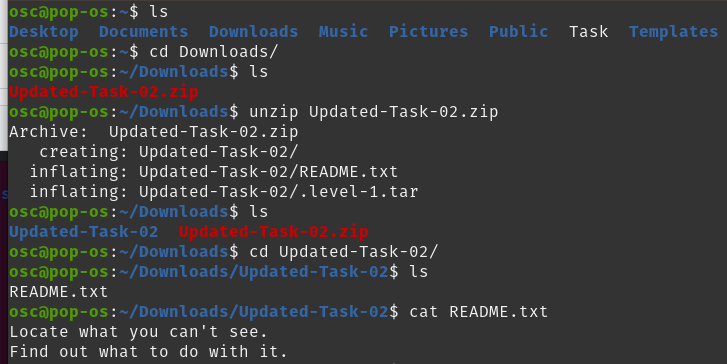 osc@pop-os:~$ ls
Desktop  Documents  Downloads  Music  Pictures  Public  Task  Templates
osc@pop-os:~$ cd Downloads/
osc@pop-os:~/Downloads$ ls
Updated-Task-02.zip
osc@pop-os:~/Downloads$ unzip Updated-Task-02.zip
Archive:  Updated-Task-02.zip
   creating: Updated-Task-02/
  inflating: Updated-Task-02/README.txt
  inflating: Updated-Task-02/.level-1.tar
osc@pop-os:~/Downloads$ ls
Updated-Task-02  Updated-Task-02.zip
osc@pop-os:~/Downloads$ cd Updated-Task-02/
osc@pop-os:~/Downloads/Updated-Task-02$ ls
README.txt
osc@pop-os:~/Downloads/Updated-Task-02$ cat README.txt
Locate what you can't see.
Find out what to do with it.